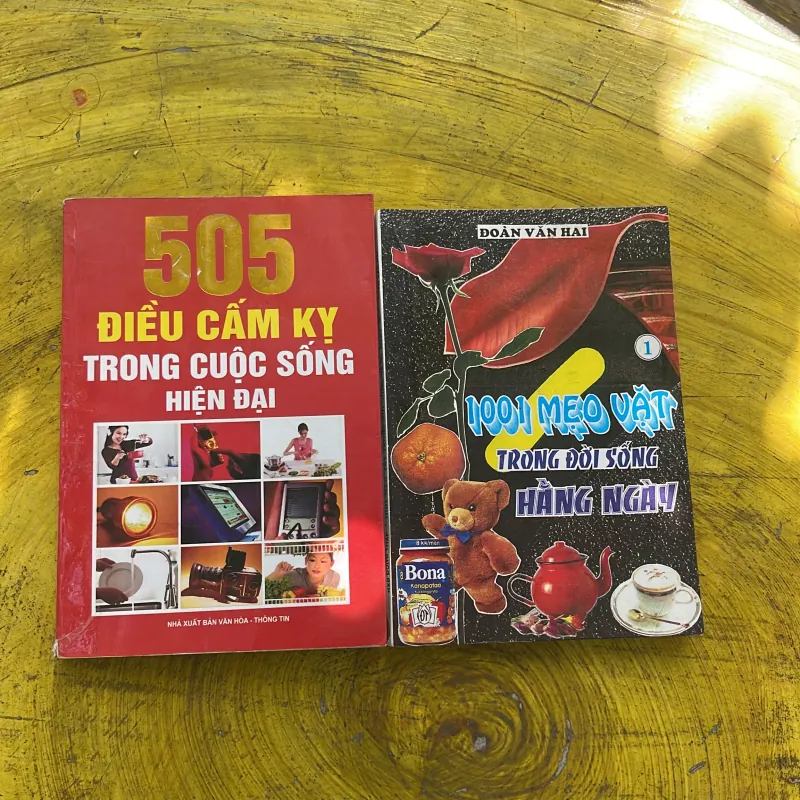 505
ĐIỀU CẤM KỴ
TRONG CUỘC SỐNG
HIỆN ĐẠI
NHÀ XUẤT BẢN VĂN HÓA - THÔNG TIN
ĐOÀN VĂN HAI
1
1001 MẸO VẶT
TRONG ĐỜI SỐNG
HẰNG NGÀY
Bona